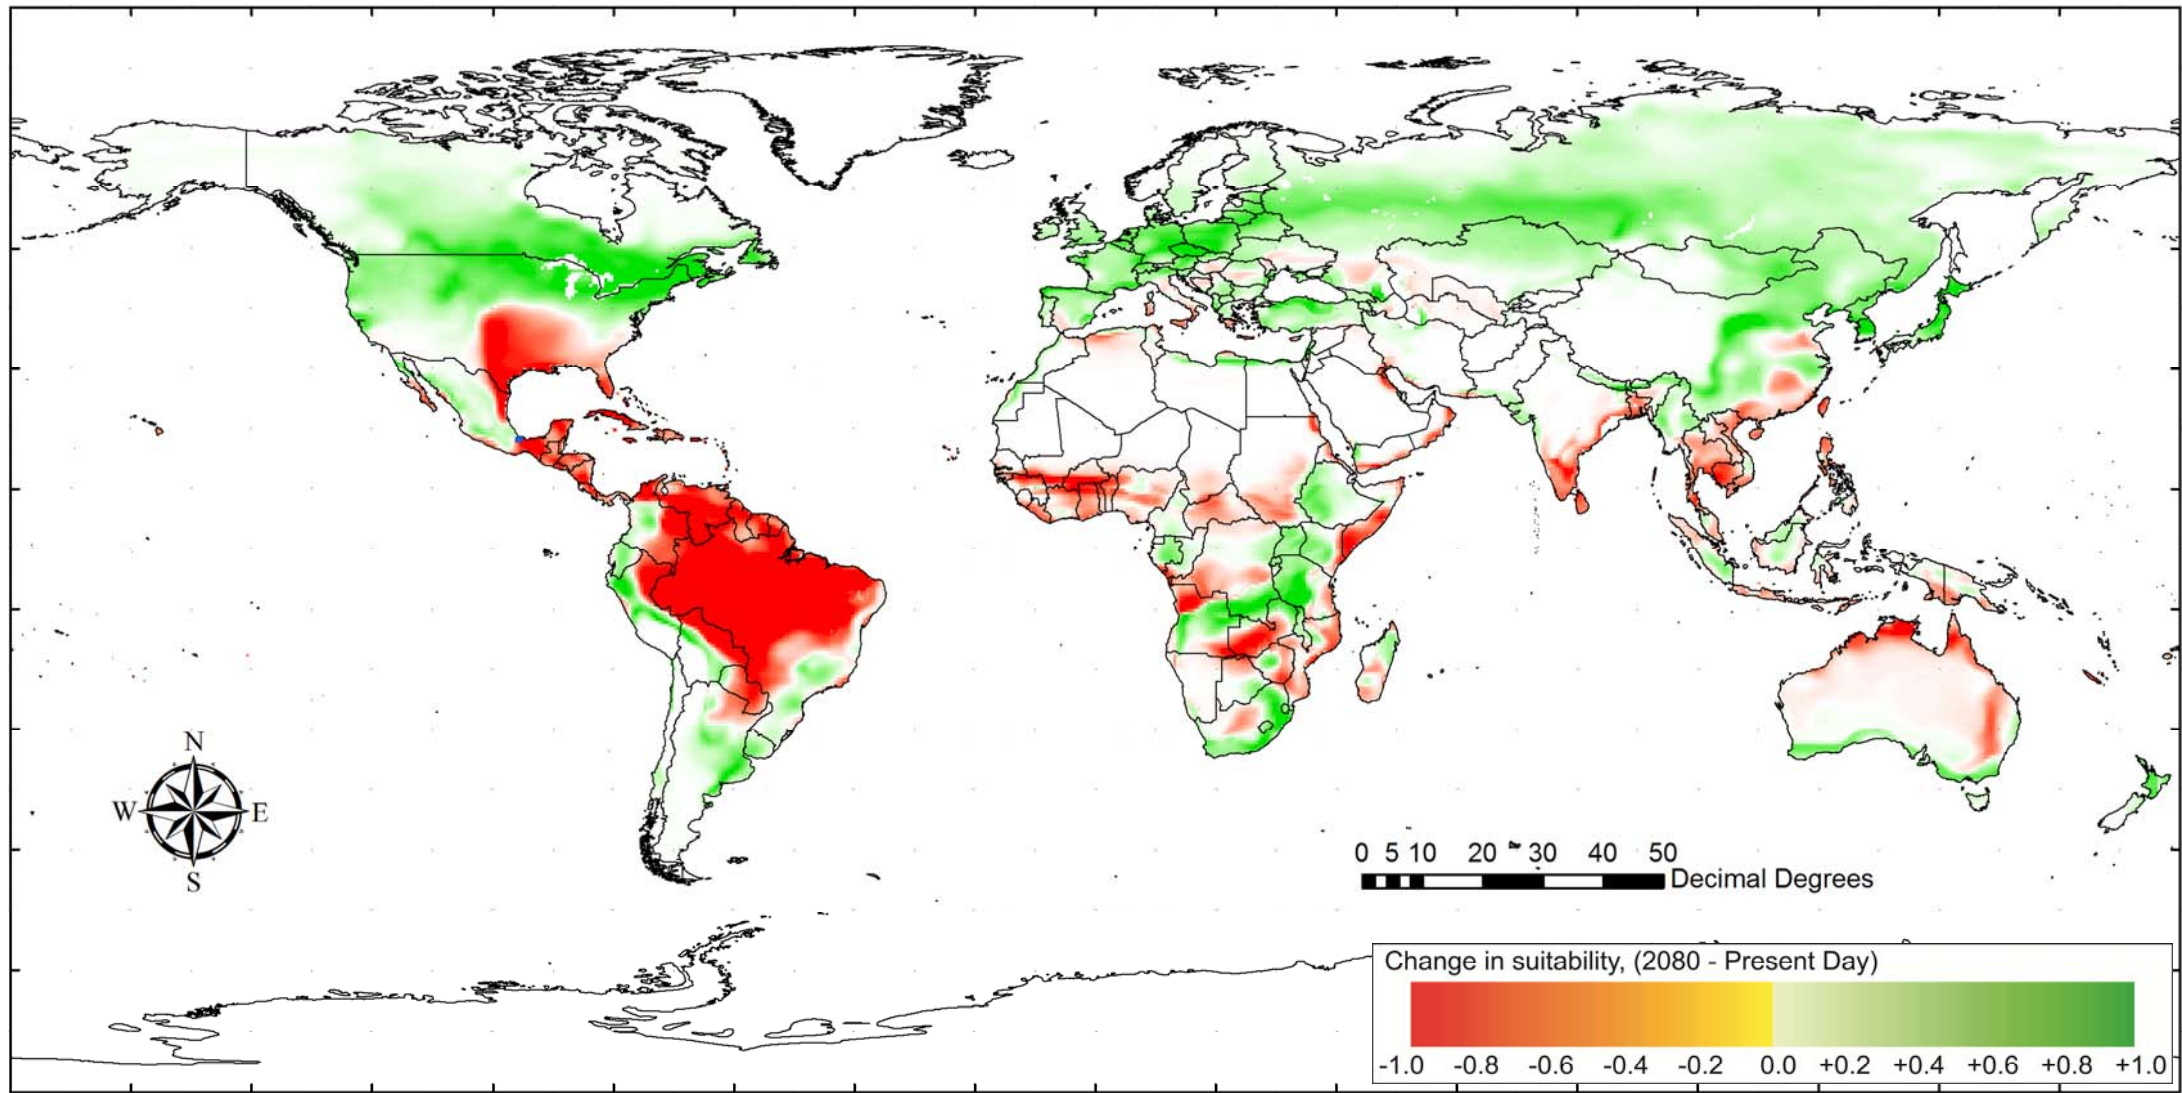 N
W E
S
0 5 10 20 30 40 50
Decimal Degrees
Change in suitability, (2080 - Present Day)
-1.0 -0.8 -0.6 -0.4 -0.2 0.0 +0.2 +0.4 +0.6 +0.8 +1.0